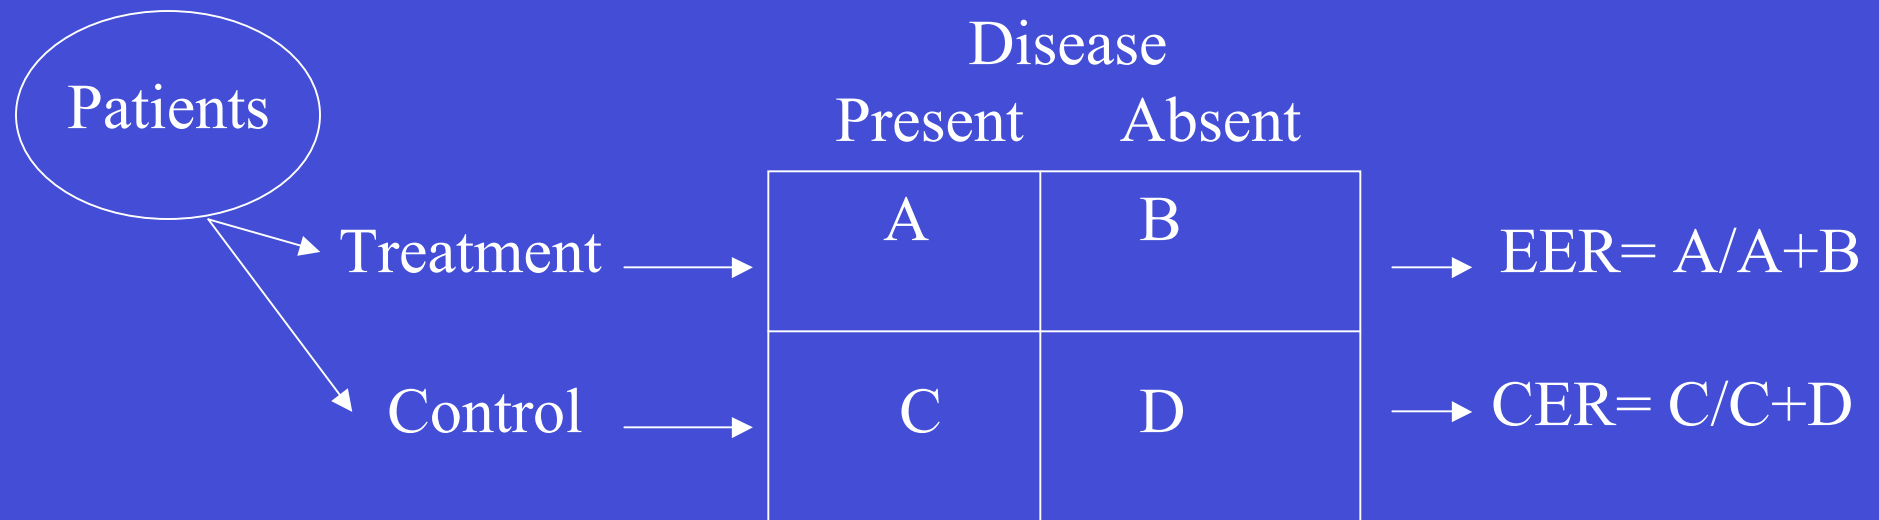 Disease
Patients
Present Absent
Treatment A B EER= A/A+B
Control C D CER= C/C+D